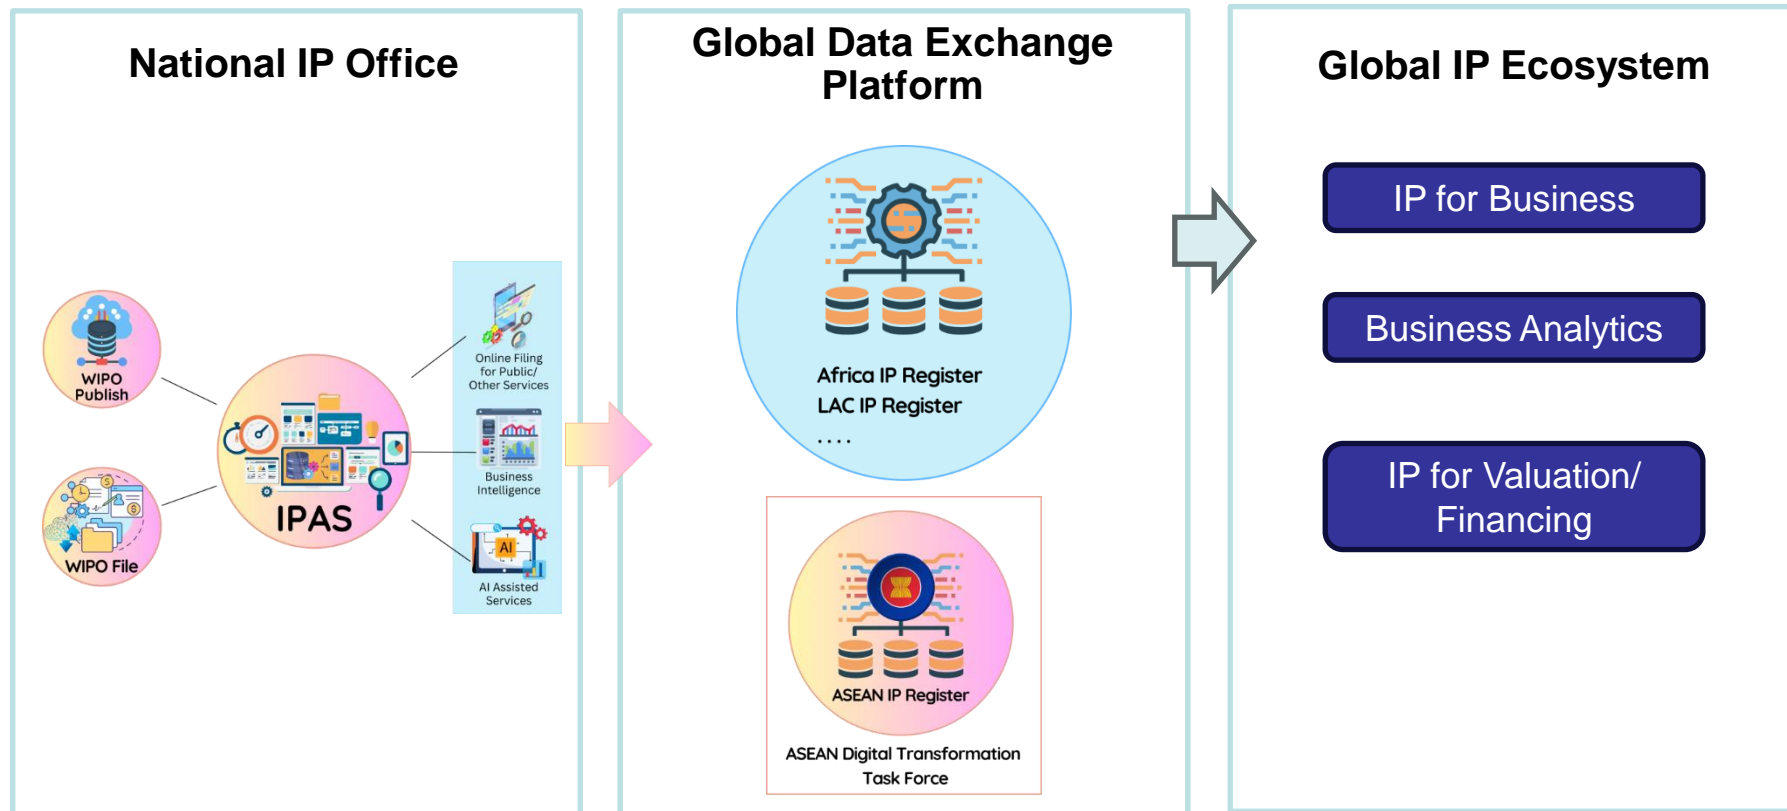 National IP Office
WIPO
Publish
WIPO File
IPAS
Online Filing
for Public/
Other Services
Business
Intelligence
AI
AI Assisted
Services
Global Data Exchange
Platform
Africa IP Register
LAC IP Register
....
ASEAN IP Register
ASEAN Digital Transformation
Task Force
Global IP Ecosystem
IP for Business
Business Analytics
IP for Valuation/
Financing